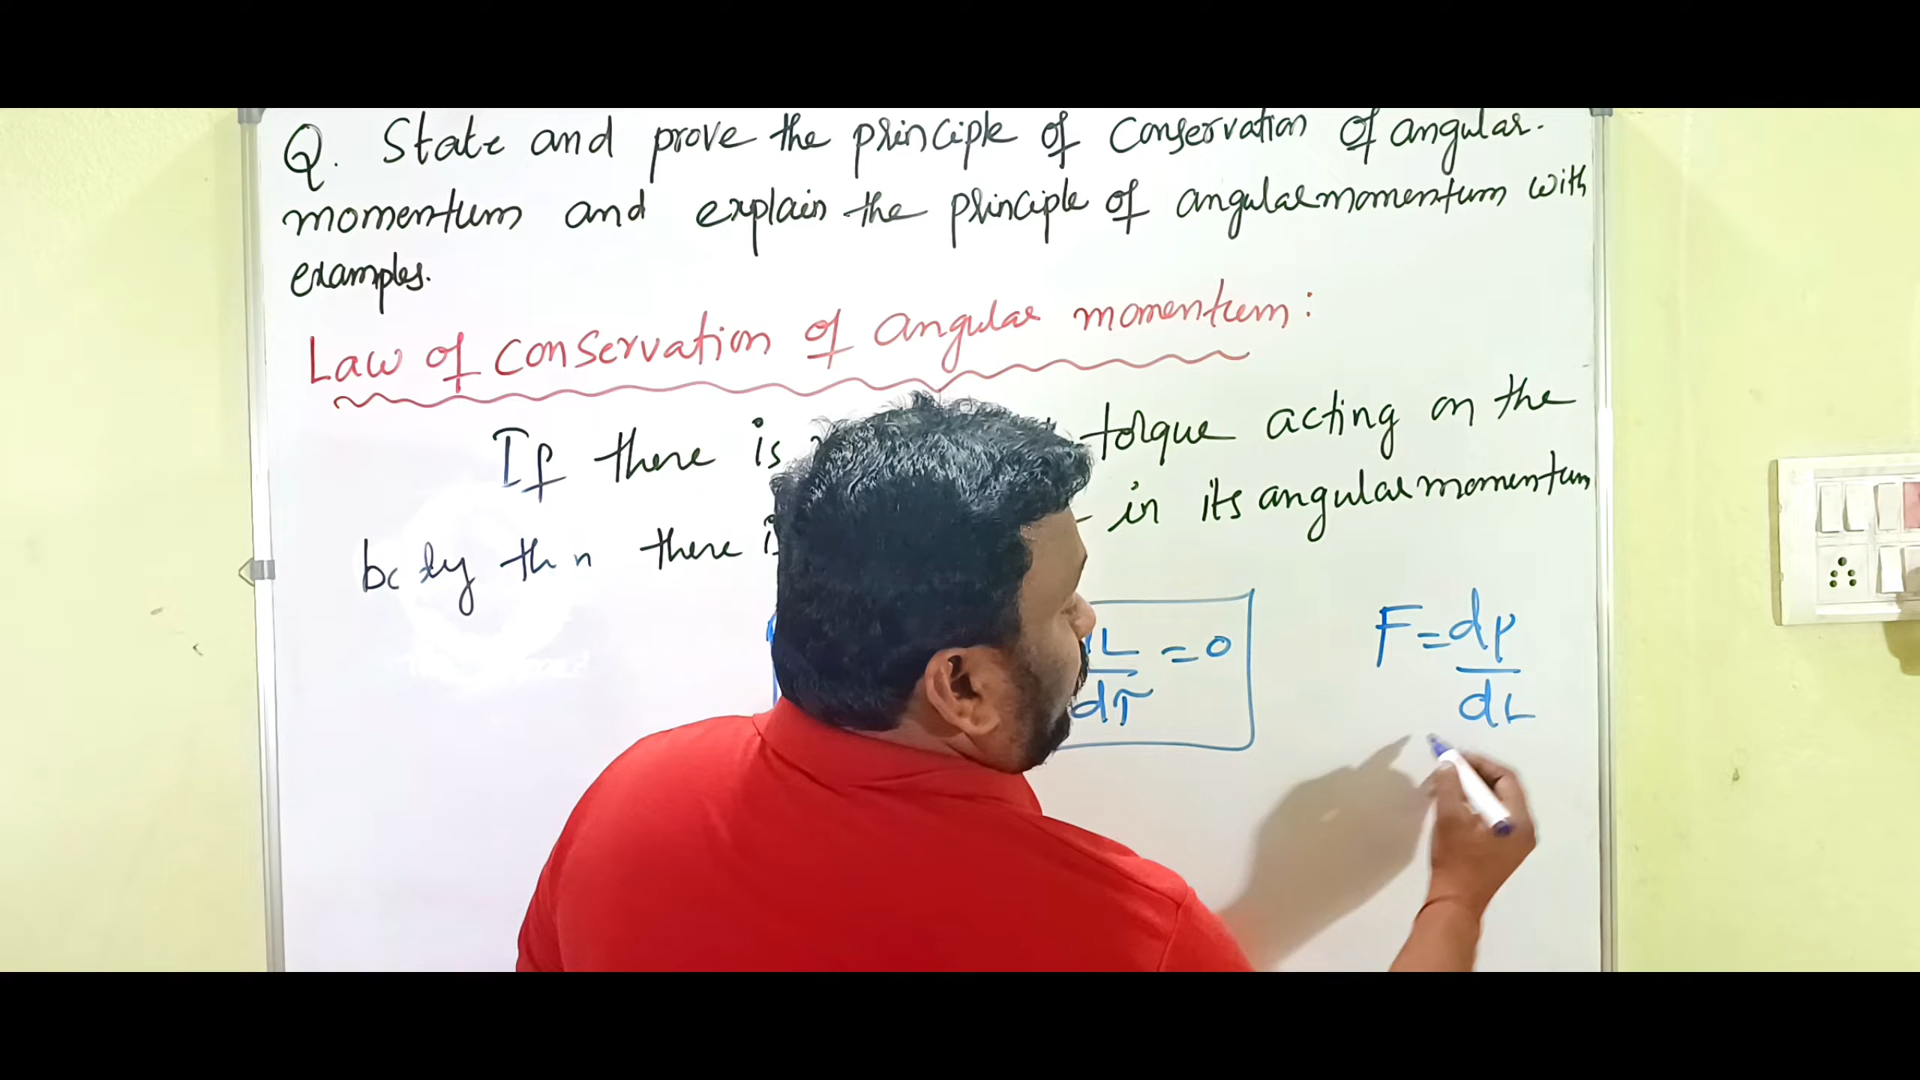 Q. State and prove the principle of Conservation of angular
momentum and explain the principle of angular momentum with
examples.
Law of conservation of angular momentum:
If there is torque acting on the
body th n there in its angular momentum
L
dT = 0
F = dp
dL